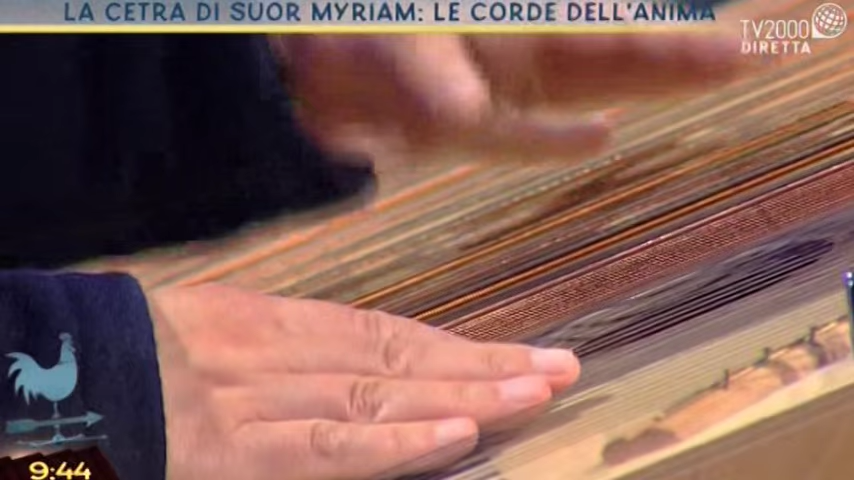 LA CETRA DI SUOR MYRIAM: LE CORDE DELL'ANIMA
TV2000
DIRETTA
9:44